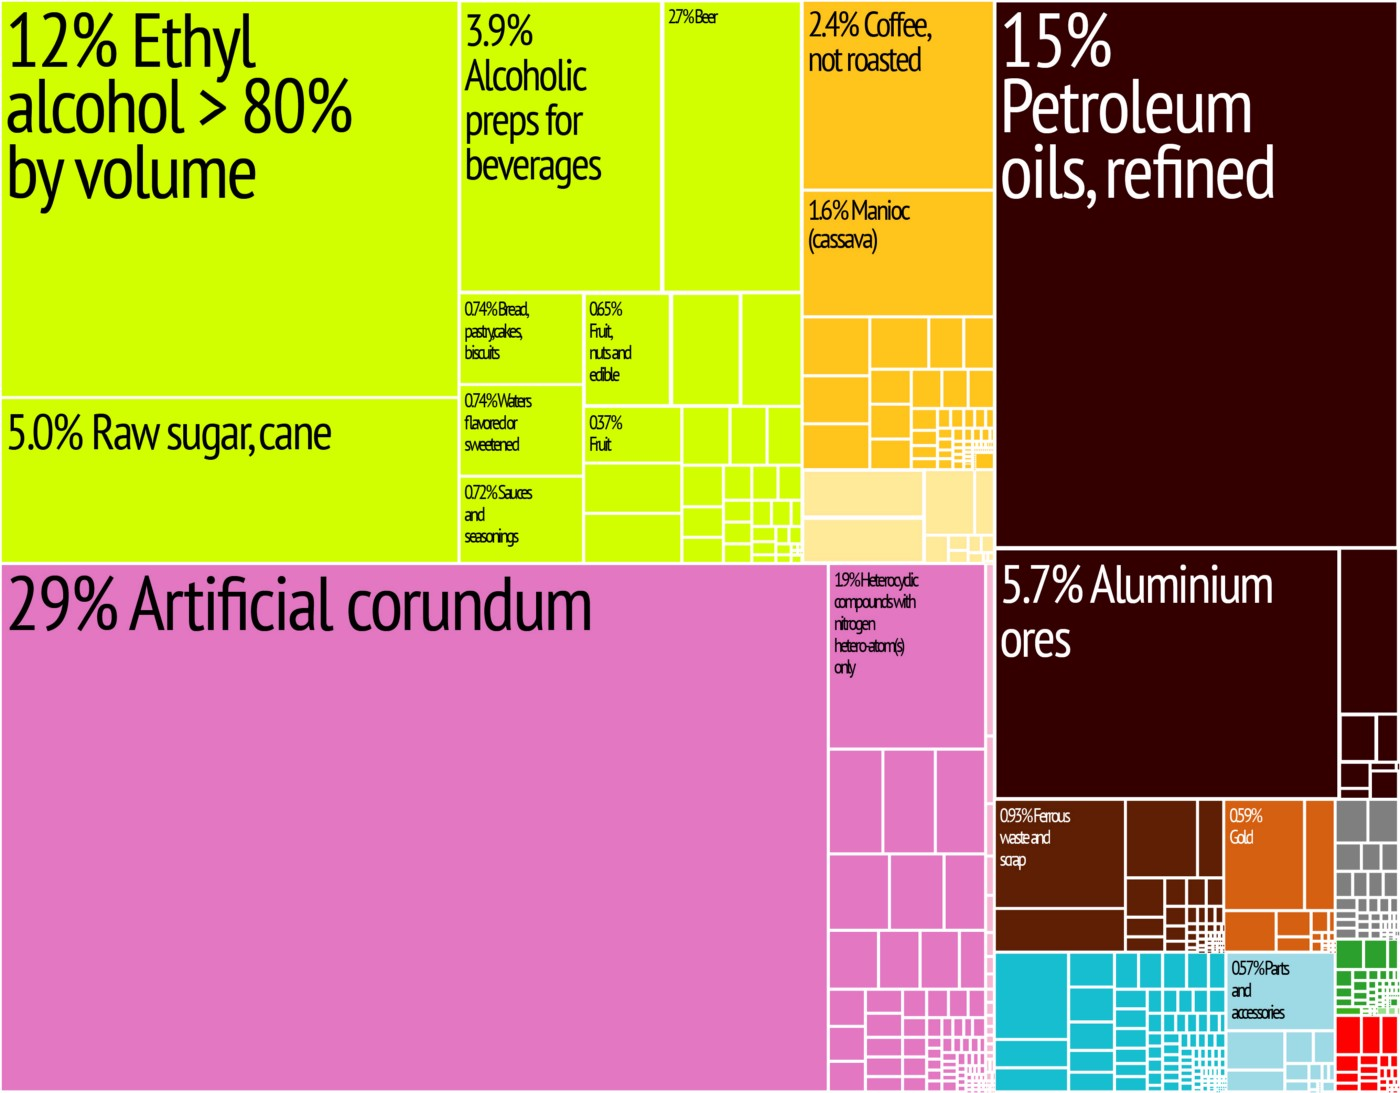 12% Ethyl
alcohol > 80%
by volume
5.0% Raw sugar, cane
3.9%
Alcoholic
preps for
beverages
2.7% Beer
0.74% Bread,
pastry,cakes,
biscuits
0.74% Waters
flavored or
sweetened
0.72% Sauces
and
seasonings
0.65%
Fruit,
nuts and
edible
0.37%
Fruit
2.4% Coffee,
not roasted
1.6% Manioc
(cassava)
15%
Petroleum
oils, refined
29% Artificial corundum
1.9% Heterocyclic
compounds with
nitrogen
hetero-atom(s)
only
5.7% Aluminium
ores
0.93% Ferrous
waste and
scrap
0.59%
Gold
0.57% Parts
and
accessories